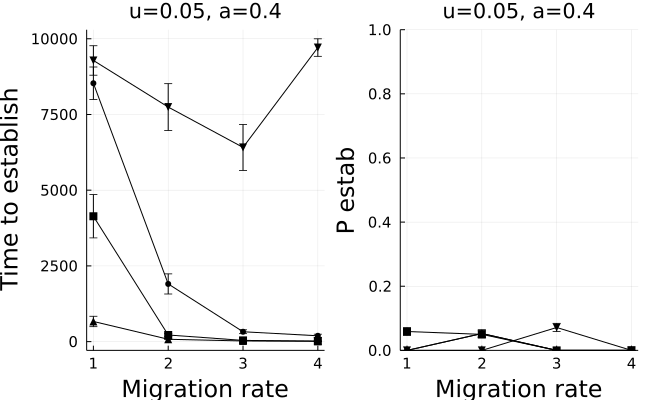 u=0.05, a=0.4
Time to establish
10000
7500
5000
2500
0
1 2 3 4
Migration rate
u=0.05, a=0.4
P estab
1.0
0.8
0.6
0.4
0.2
0.0
1 2 3 4
Migration rate